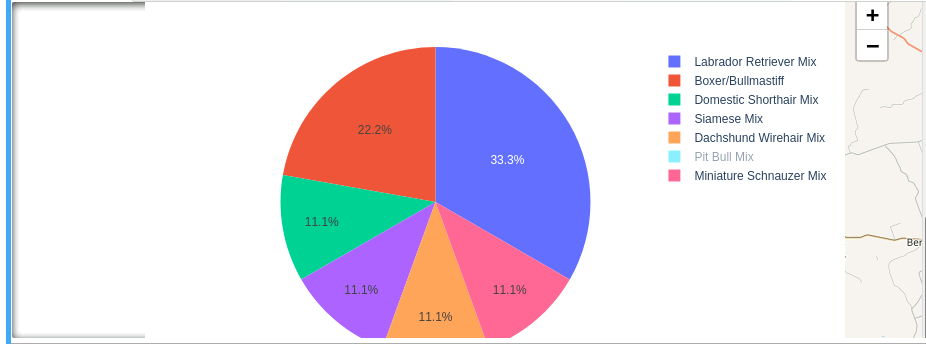 +
−
Labrador Retriever Mix
Boxer/Bullmastiff
Domestic Shorthair Mix
Siamese Mix
Dachshund Wirehair Mix
Pit Bull Mix
Miniature Schnauzer Mix
22.2%
33.3%
11.1%
11.1%
11.1%
11.1%
Ber